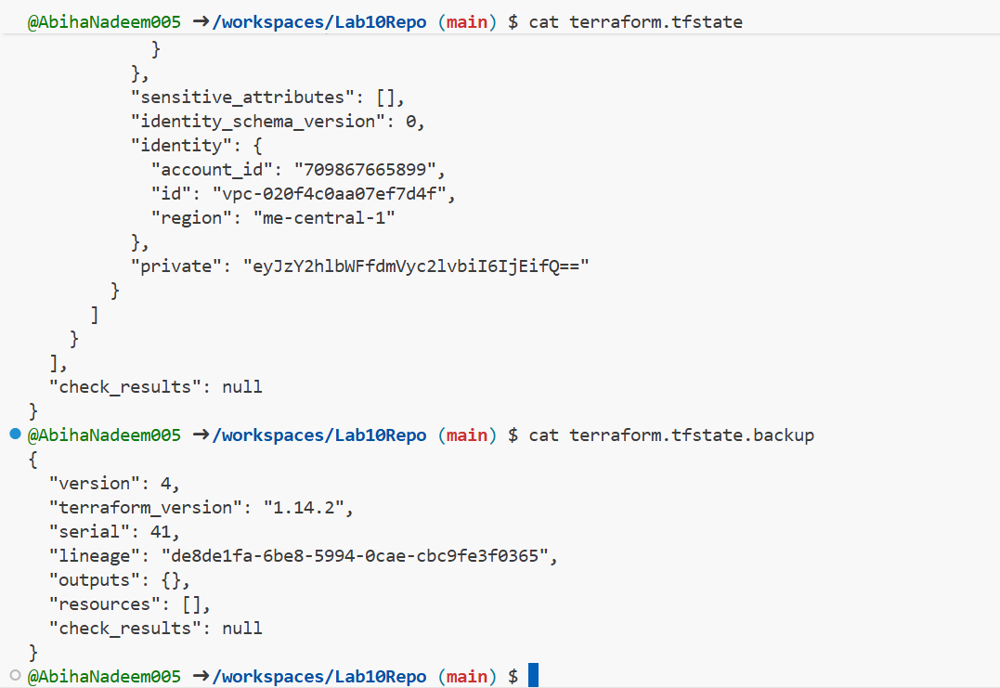 @AbihaNadeem005 ➜/workspaces/Lab10Repo (main) $ cat terraform.tfstate
            }
          },
          "sensitive_attributes": [],
          "identity_schema_version": 0,
          "identity": {
            "account_id": "709867665899",
            "id": "vpc-020f4c0aa07ef7d4f",
            "region": "me-central-1"
          },
          "private": "eyJzY2hlbWFfdmVyc2lvbiI6IjEifQ=="
        }
      ]
    }
  ],
  "check_results": null
}
@AbihaNadeem005 ➜/workspaces/Lab10Repo (main) $ cat terraform.tfstate.backup
{
  "version": 4,
  "terraform_version": "1.14.2",
  "serial": 41,
  "lineage": "de8de1fa-6be8-5994-0cae-cbc9fe3f0365",
  "outputs": {},
  "resources": [],
  "check_results": null
}
@AbihaNadeem005 ➜/workspaces/Lab10Repo (main) $